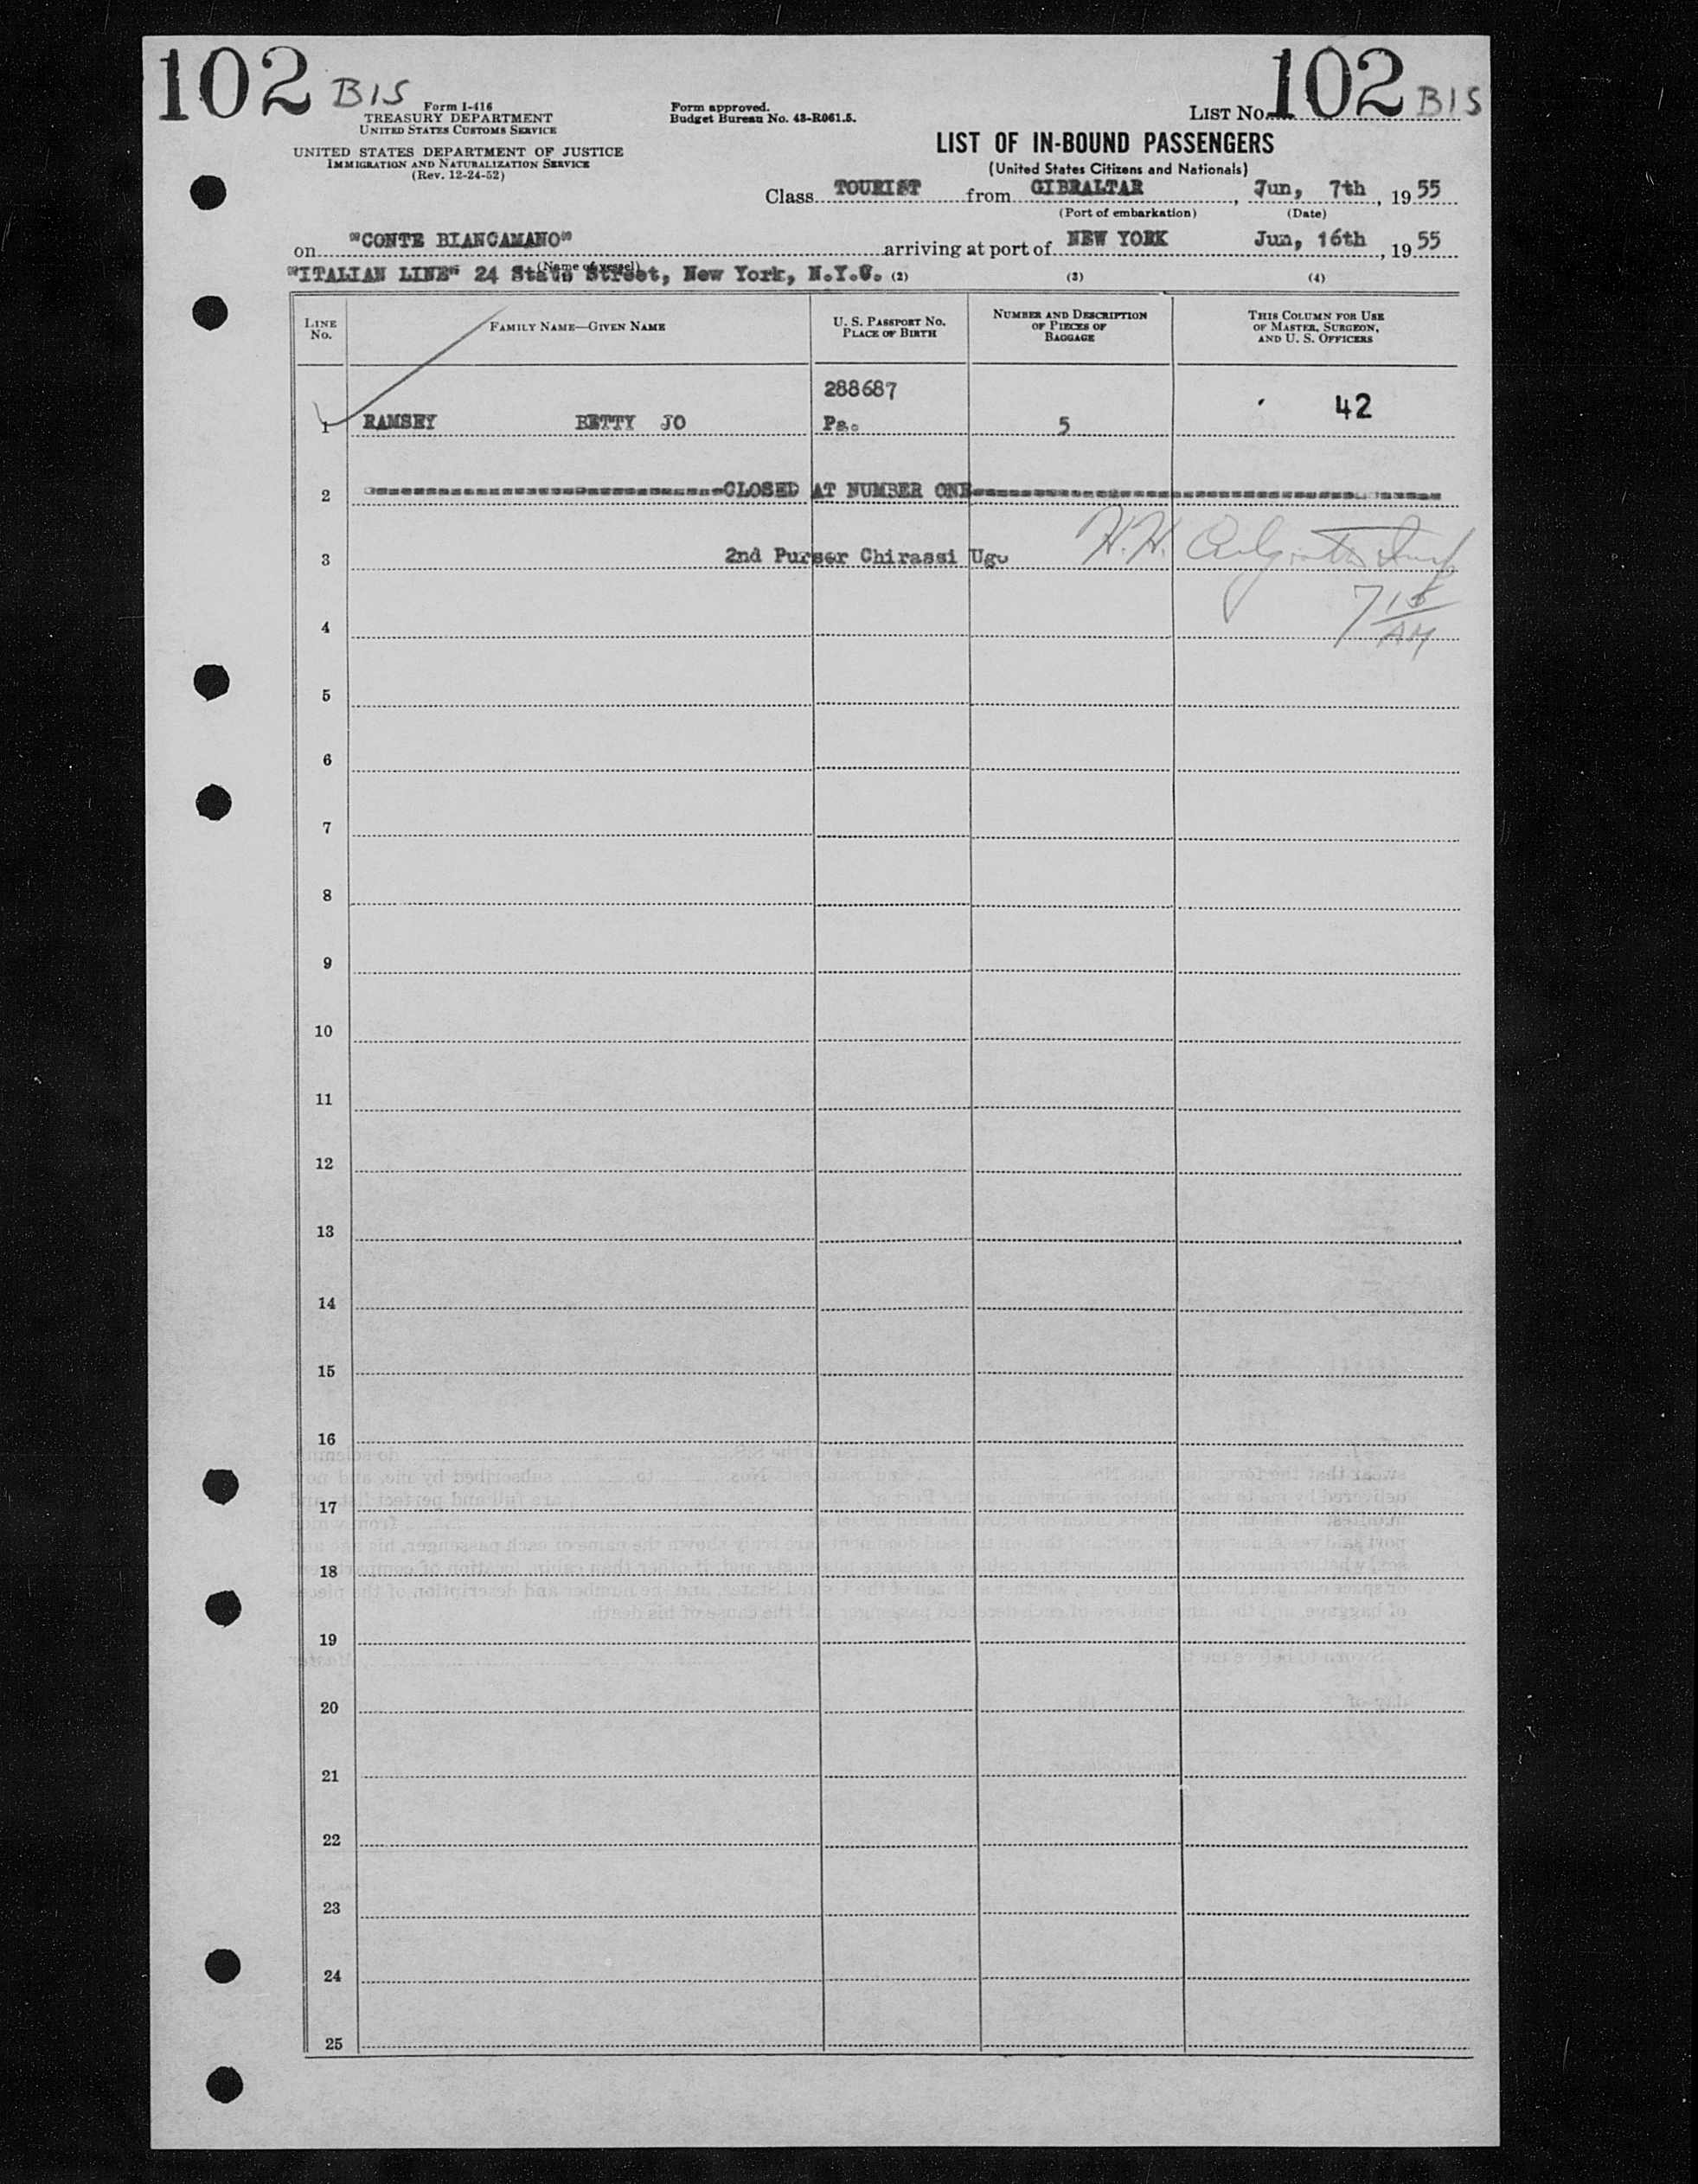 102 BIS
Form I-416
TREASURY DEPARTMENT
UNITED STATES CUSTOMS SERVICE
UNITED STATES DEPARTMENT OF JUSTICE
IMMIGRATION AND NATURALIZATION SERVICE
(Rev. 12-24-52)
Form approved.
Budget Bureau No. 43-R061.5.
LIST No. 102 BIS
LIST OF IN-BOUND PASSENGERS
(United States Citizens and Nationals)
Class TOURIST from GIBRALTAR, Jun, 7th, 1955
(Port of embarkation) (Date)
on "CONTE BIANCAMANO" arriving at port of NEW YORK Jun, 16th, 1955
(Name of vessel)
"ITALIAN LINE" 24 State Street, New York, N.Y.C. (2) (3) (4)
LINE No.
FAMILY NAME—GIVEN NAME
U. S. PASSPORT NO.
PLACE OF BIRTH
NUMBER AND DESCRIPTION
OF PIECES OF
BAGGAGE
THIS COLUMN FOR USE
OF MASTER, SURGEON,
AND U. S. OFFICERS
288687
1 RAMSEY BETTY JO Pa. 5 42
2 CLOSED AT NUMBER ONE
3 2nd Purser Chirassi Ugo H.H.
7 15/AM
4
5
6
7
8
9
10
11
12
13
14
15
16
17
18
19
20
21
22
23
24
25